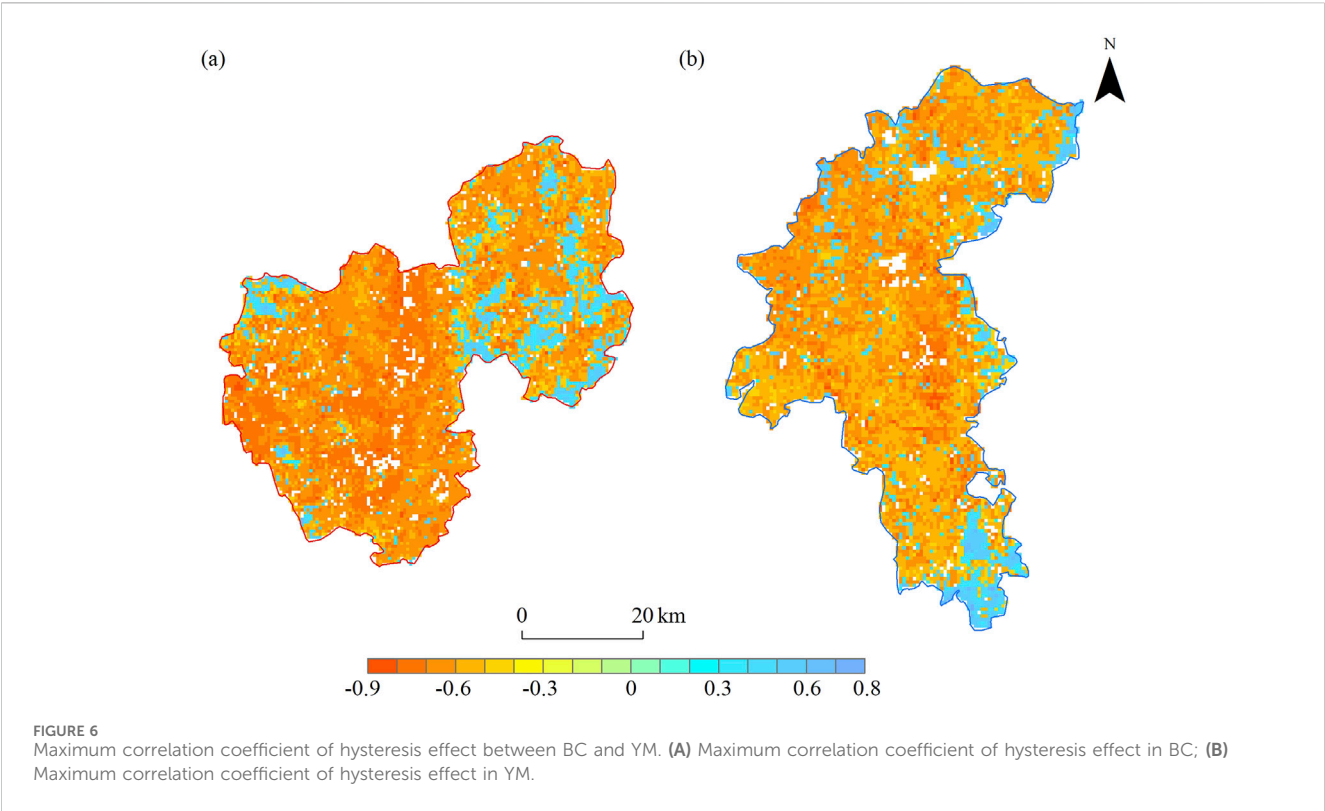 (a)
(b)
N
0 20 km
-0.9 -0.6 -0.3 0 0.3 0.6 0.8
FIGURE 6
Maximum correlation coefficient of hysteresis effect between BC and YM. (A) Maximum correlation coefficient of hysteresis effect in BC; (B)
Maximum correlation coefficient of hysteresis effect in YM.